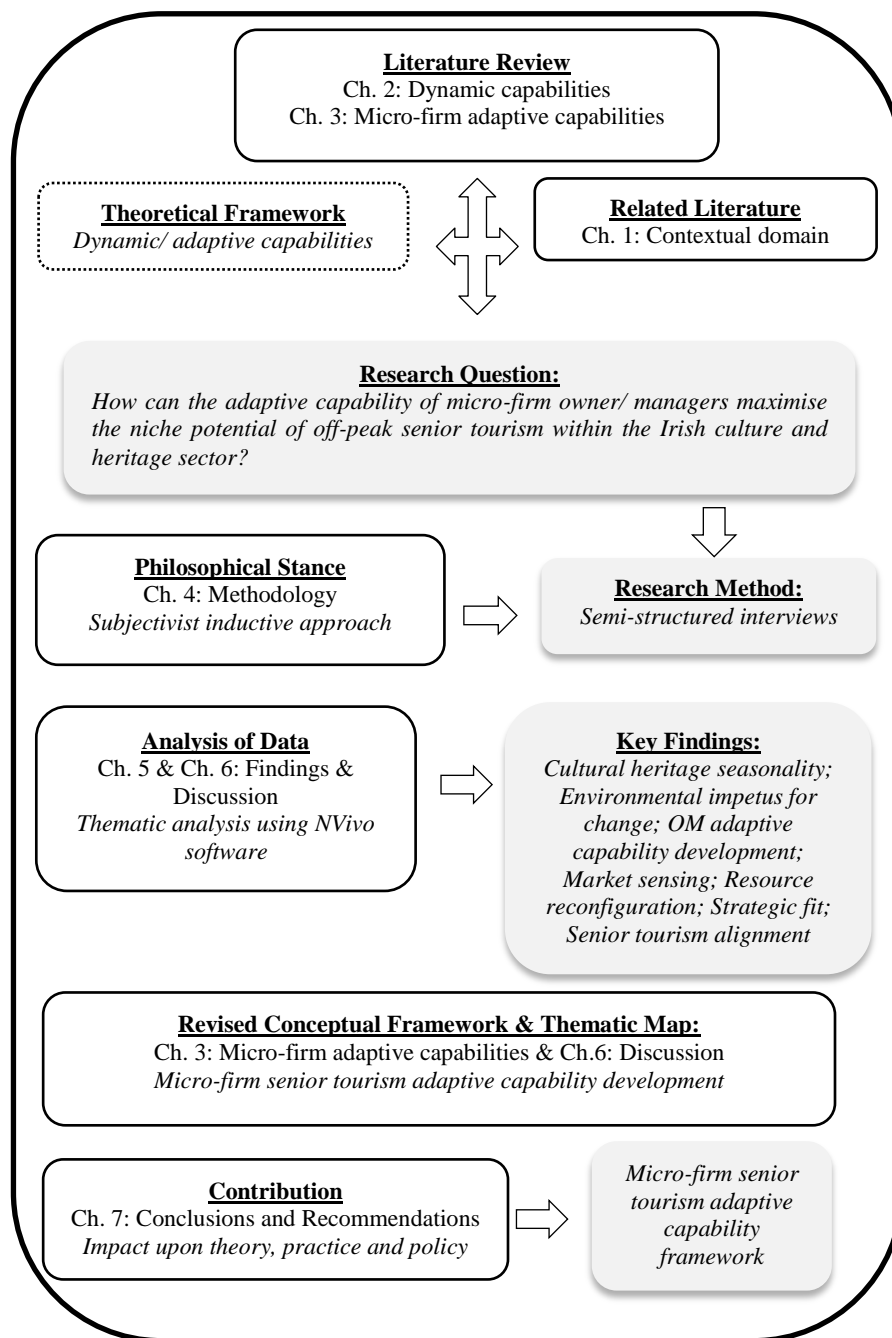 Literature Review
Ch. 2: Dynamic capabilities
Ch. 3: Micro-firm adaptive capabilities
Theoretical Framework
Dynamic/ adaptive capabilities
Related Literature
Ch. 1: Contextual domain
Research Question:
How can the adaptive capability of micro-firm owner/ managers maximise
the niche potential of off-peak senior tourism within the Irish culture and
heritage sector?
Philosophical Stance
Ch. 4: Methodology
Subjectivist inductive approach
Research Method:
Semi-structured interviews
Analysis of Data
Ch. 5 & Ch. 6: Findings &
Discussion
Thematic analysis using NVivo
software
Key Findings:
Cultural heritage seasonality;
Environmental impetus for
change; OM adaptive
capability development;
Market sensing; Resource
reconfiguration; Strategic fit;
Senior tourism alignment
Revised Conceptual Framework & Thematic Map:
Ch. 3: Micro-firm adaptive capabilities & Ch.6: Discussion
Micro-firm senior tourism adaptive capability development
Contribution
Ch. 7: Conclusions and Recommendations
Impact upon theory, practice and policy
Micro-firm senior
tourism adaptive
capability
framework